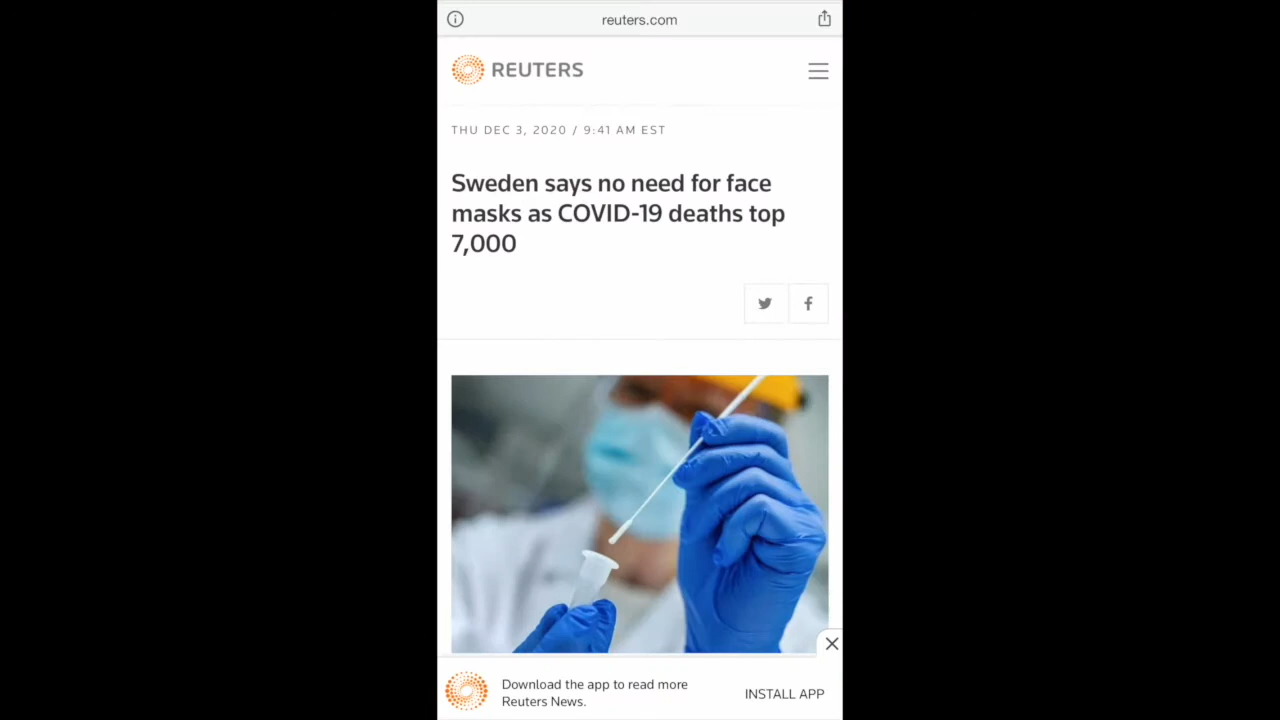 reuters.com
REUTERS
THU DEC 3, 2020 / 9:41 AM EST
Sweden says no need for face
masks as COVID-19 deaths top
7,000
Download the app to read more
Reuters News.
INSTALL APP